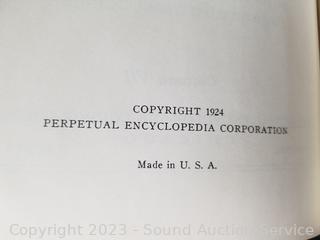 COPYRIGHT 1924
PERPETUAL ENCYCLOPEDIA CORPORATION
Made in U. S. A.
Copyright 2023 - Sound Auction Service